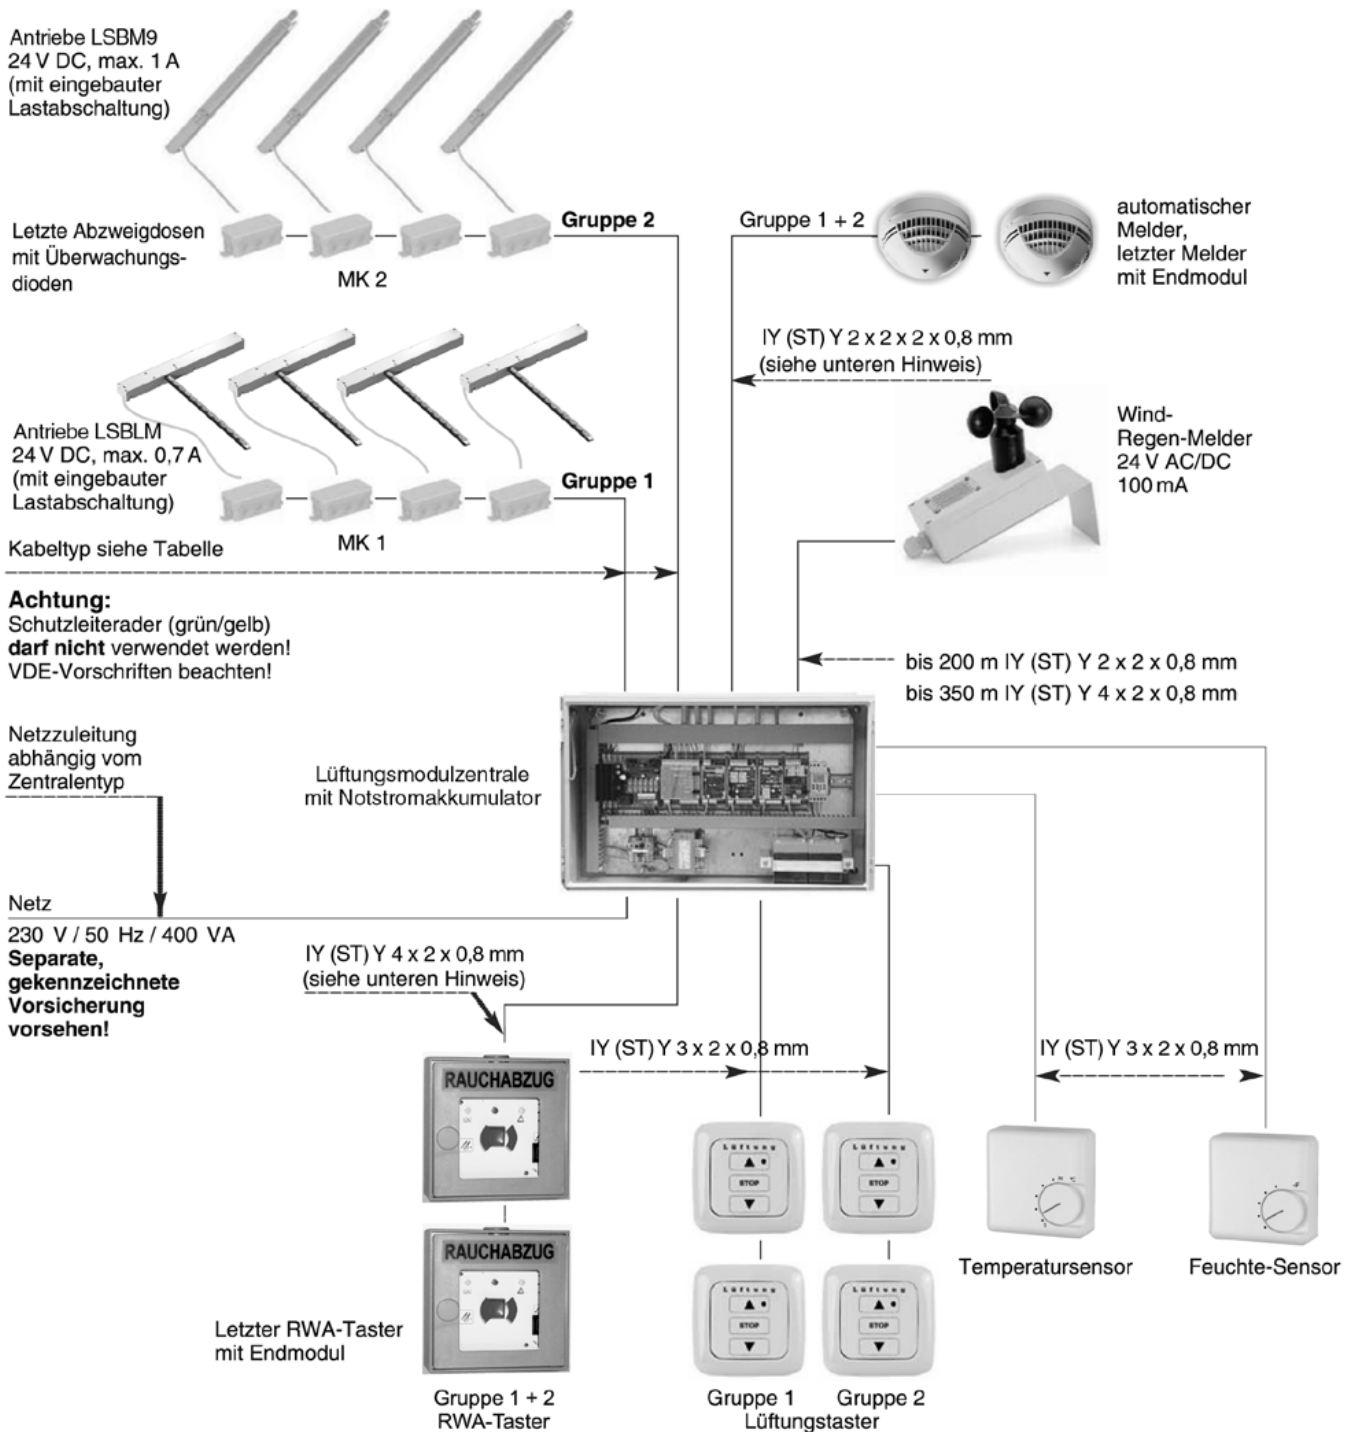 Antriebe LSBM9
24 V DC, max. 1 A
(mit eingebauter
Lastabschaltung)
Letzte Abzweigdosen
mit Überwachungs-
dioden
MK 2
Gruppe 2
Gruppe 1 + 2
automatischer
Melder,
letzter Melder
mit Endmodul
IY (ST) Y 2 x 2 x 2 x 0,8 mm
(siehe unteren Hinweis)
Wind-
Regen-Melder
24 V AC/DC
100 mA
Antriebe LSBLM
24 V DC, max. 0,7 A
(mit eingebauter
Lastabschaltung)
MK 1
Gruppe 1
Kabeltyp siehe Tabelle
Achtung:
Schutzleiterader (grün/gelb)
darf nicht verwendet werden!
VDE-Vorschriften beachten!
bis 200 m IY (ST) Y 2 x 2 x 0,8 mm
bis 350 m IY (ST) Y 4 x 2 x 0,8 mm
Netzzuleitung
abhängig vom
Zentralentyp
Lüftungsmodulzentrale
mit Notstromakkumulator
Netz
230 V / 50 Hz / 400 VA
Separate,
gekennzeichnete
Vorsicherung
vorsehen!
IY (ST) Y 4 x 2 x 0,8 mm
(siehe unteren Hinweis)
IY (ST) Y 3 x 2 x 0,8 mm
IY (ST) Y 3 x 2 x 0,8 mm
RAUCHABZUG
Lüftung
STOP
Lüftung
STOP
Temperatursensor
Feuchte-Sensor
RAUCHABZUG
Lüftung
STOP
Lüftung
STOP
Letzter RWA-Taster
mit Endmodul
Gruppe 1 + 2
RWA-Taster
Gruppe 1
Gruppe 2
Lüftungstaster